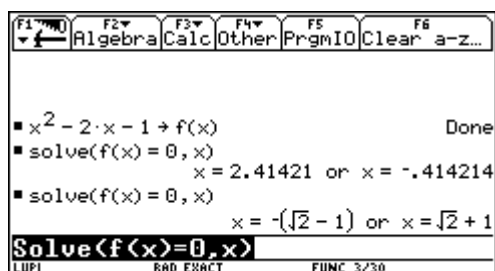 F1 F2▾ F3▾ F4▾ F5 F6
Algebra Calc Other PrgmIO Clear a-z…
▪ x² − 2·x − 1 → f(x) Done
▪ solve(f(x) = 0, x)
x = 2.41421 or x = -.414214
▪ solve(f(x) = 0, x)
x = -(√2 − 1) or x = √2 + 1
Solve(f(x)=0,x)
LUPI RAD EXACT FUNC 3/30